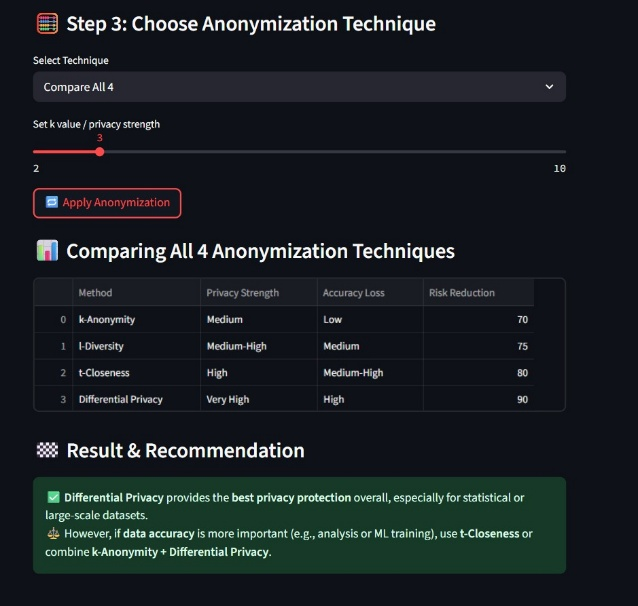 Step 3: Choose Anonymization Technique
Select Technique
Compare All 4
Set k value / privacy strength
3
2 10
Apply Anonymization
Comparing All 4 Anonymization Techniques
Method Privacy Strength Accuracy Loss Risk Reduction
0 k-Anonymity Medium Low 70
1 l-Diversity Medium-High Medium 75
2 t-Closeness High Medium-High 80
3 Differential Privacy Very High High 90
Result & Recommendation
Differential Privacy provides the best privacy protection overall, especially for statistical or
large-scale datasets.
However, if data accuracy is more important (e.g., analysis or ML training), use t-Closeness or
combine k-Anonymity + Differential Privacy.